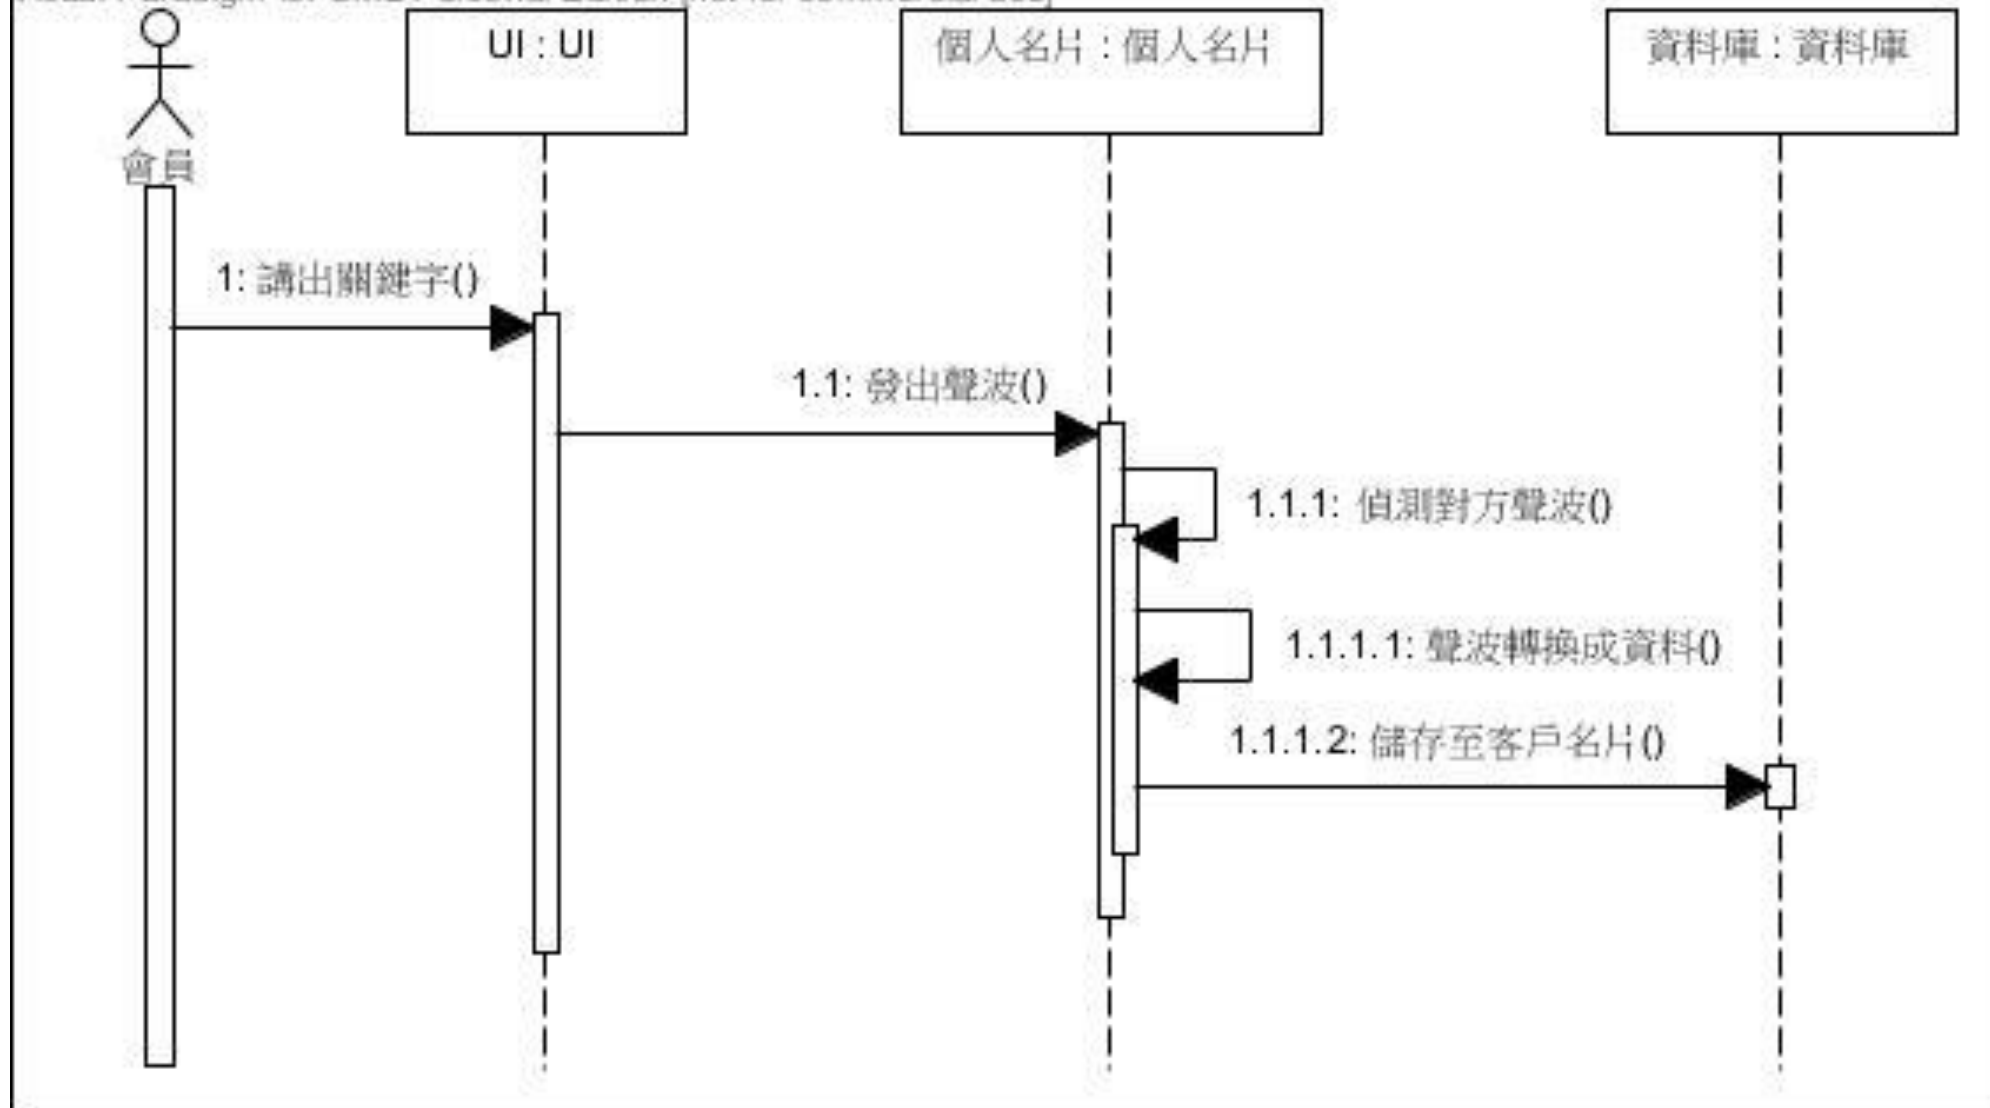 UI : UI
個人名片 : 個人名片
資料庫 : 資料庫
會員
1: 講出關鍵字()
1.1: 發出聲波()
1.1.1: 偵測對方聲波()
1.1.1.1: 聲波轉換成資料()
1.1.1.2: 儲存至客戶名片()